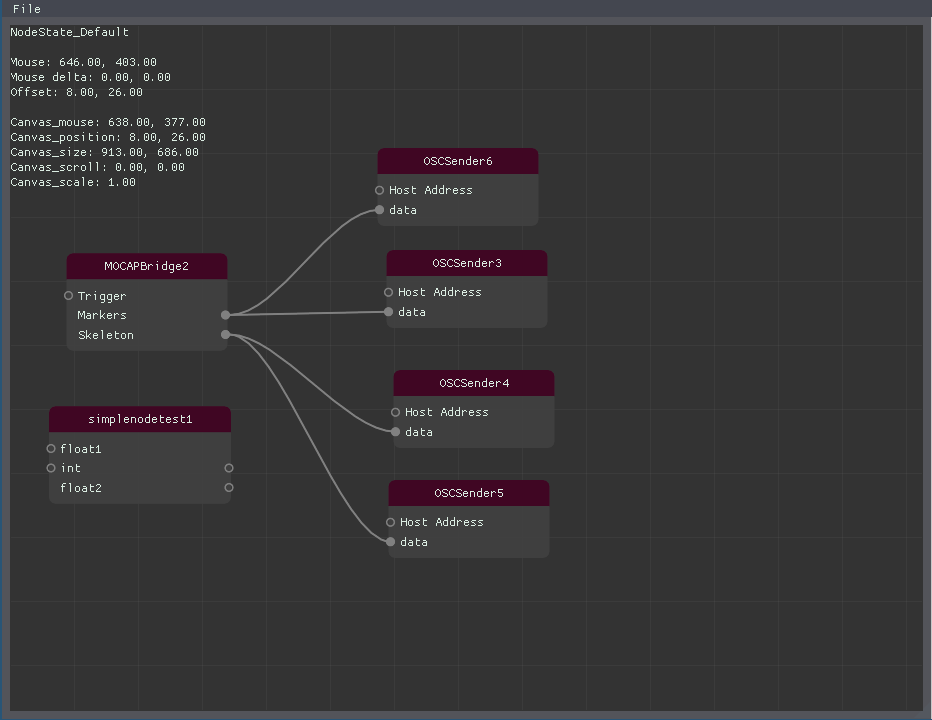 File
NodeState_Default
Mouse: 646.00, 403.00
Mouse delta: 0.00, 0.00
Offset: 8.00, 26.00
Canvas_mouse: 638.00, 377.00
Canvas_position: 8.00, 26.00
Canvas_size: 913.00, 686.00
Canvas_scroll: 0.00, 0.00
Canvas_scale: 1.00
OSCSender6
Host Address
data
MOCAPBridge2
Trigger
Markers
Skeleton
OSCSender3
Host Address
data
OSCSender4
Host Address
data
simplenodetest1
float1
int
float2
OSCSender5
Host Address
data